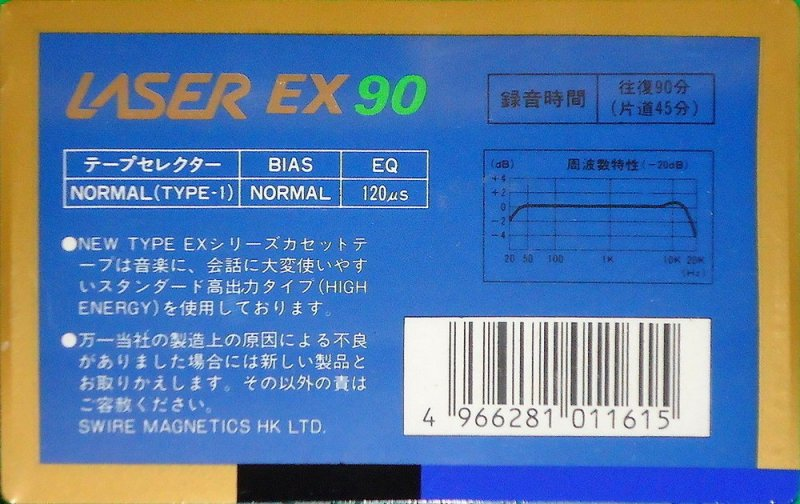 LASER EX 90
録音時間
往復90分
(片道45分)
テープセレクター BIAS EQ
NORMAL(TYPE-1) NORMAL 120μs
(dB) 周波数特性(−20dB)
+4
+2
0
−2
−4
20 50 100 1K 10K 20K
(Hz)
●NEW TYPE EXシリーズカセットテ
ープは音楽に、会話に大変使いやす
いスタンダード高出力タイプ(HIGH
ENERGY)を使用しております。
●万一当社の製造上の原因による不良
がありました場合には新しい製品と
お取りかえします。その以外の責は
ご容赦ください。
SWIRE MAGNETICS HK LTD.
4 966281 011615